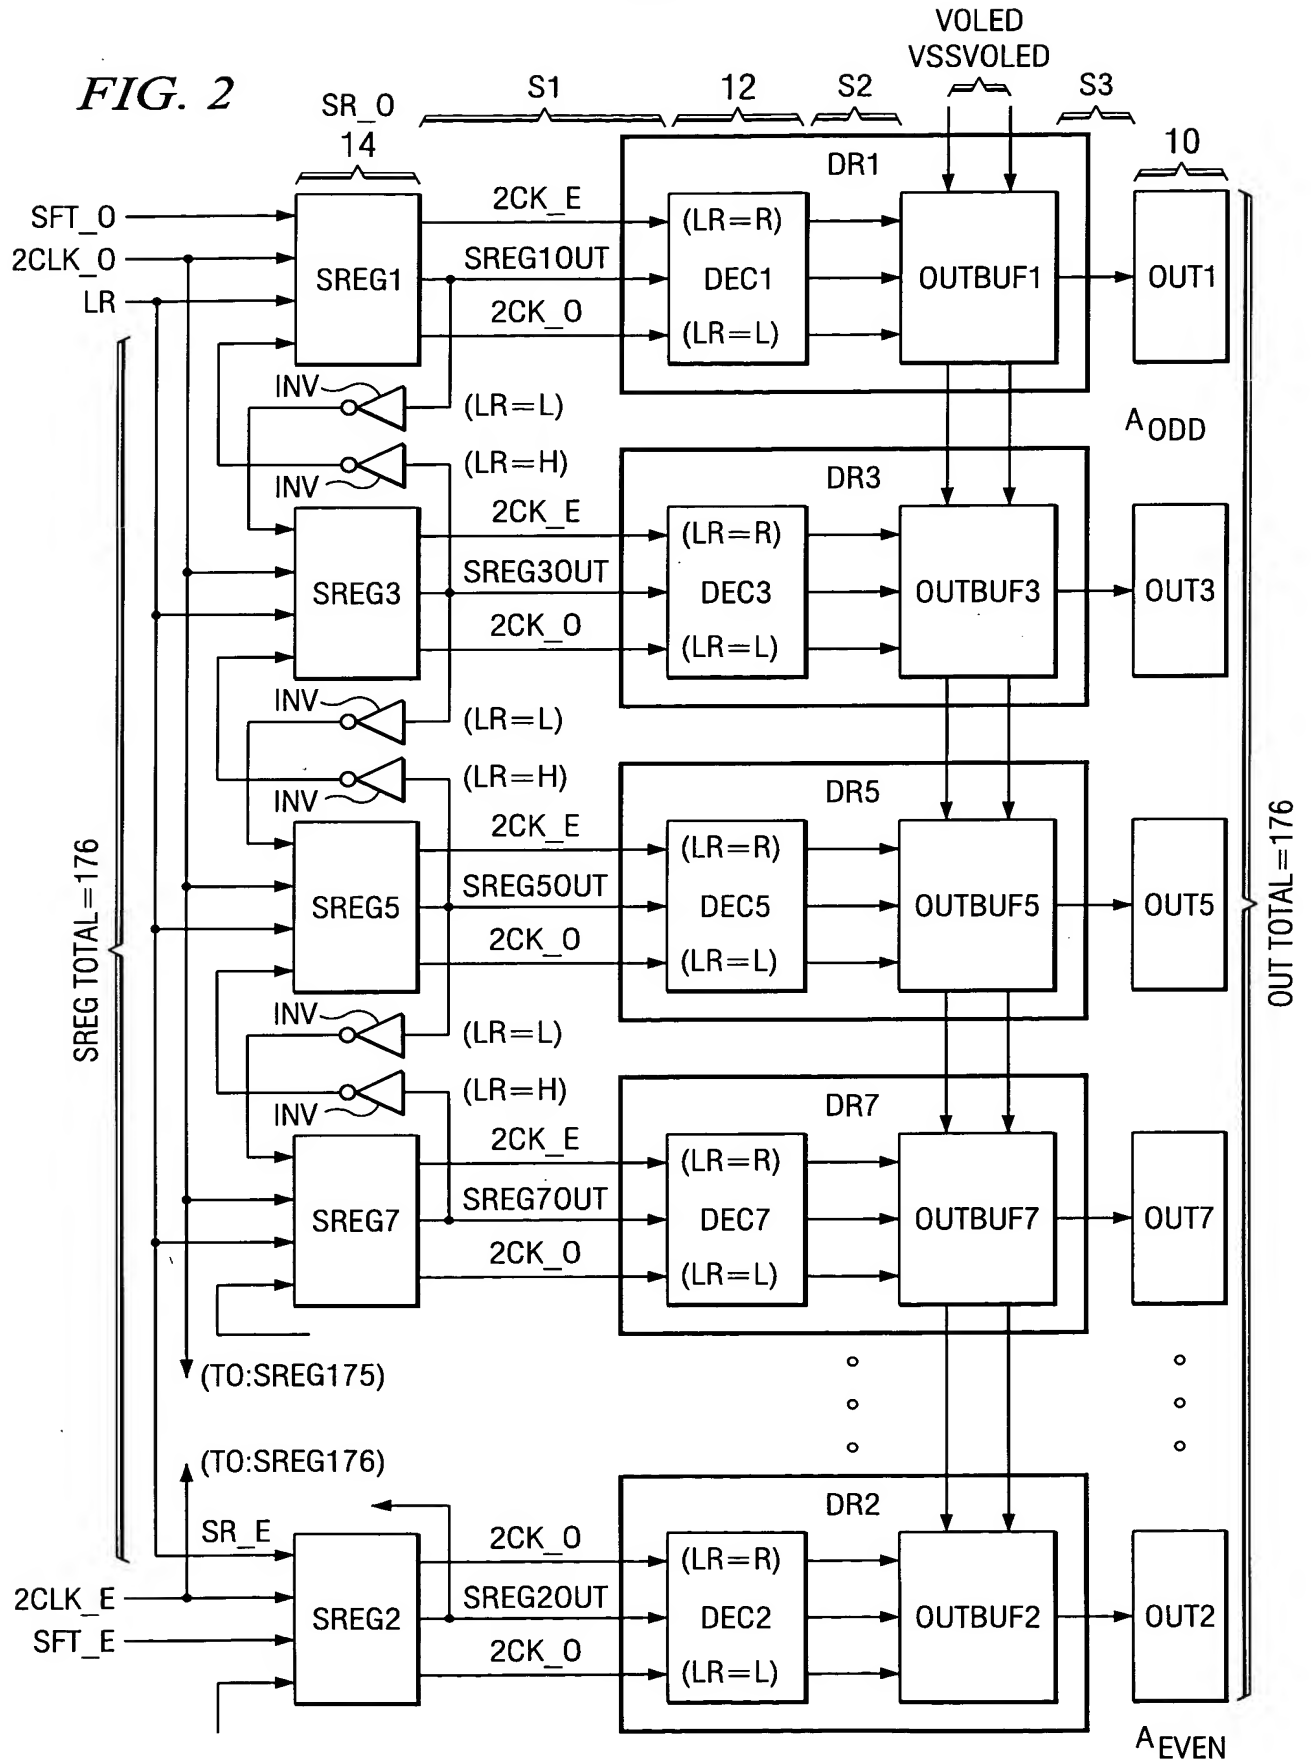 VOLED
VSSVOLED
FIG. 2
SR_O
14
S1
12
S2
S3
10
DR1
SFT_O
2CLK_O
LR
SREG1
2CK_E
SREG1OUT
2CK_O
(LR=R)
DEC1
(LR=L)
OUTBUF1
OUT1
INV
(LR=L)
INV
(LR=H)
A ODD
DR3
SREG3
2CK_E
SREG3OUT
2CK_O
(LR=R)
DEC3
(LR=L)
OUTBUF3
OUT3
INV
(LR=L)
INV
(LR=H)
DR5
SREG5
2CK_E
SREG5OUT
2CK_O
(LR=R)
DEC5
(LR=L)
OUTBUF5
OUT5
SREG TOTAL=176
OUT TOTAL=176
INV
(LR=L)
INV
(LR=H)
DR7
SREG7
2CK_E
SREG7OUT
2CK_O
(LR=R)
DEC7
(LR=L)
OUTBUF7
OUT7
(TO:SREG175)
(TO:SREG176)
DR2
SR_E
2CLK_E
SFT_E
SREG2
2CK_O
SREG2OUT
2CK_O
(LR=R)
DEC2
(LR=L)
OUTBUF2
OUT2
A EVEN